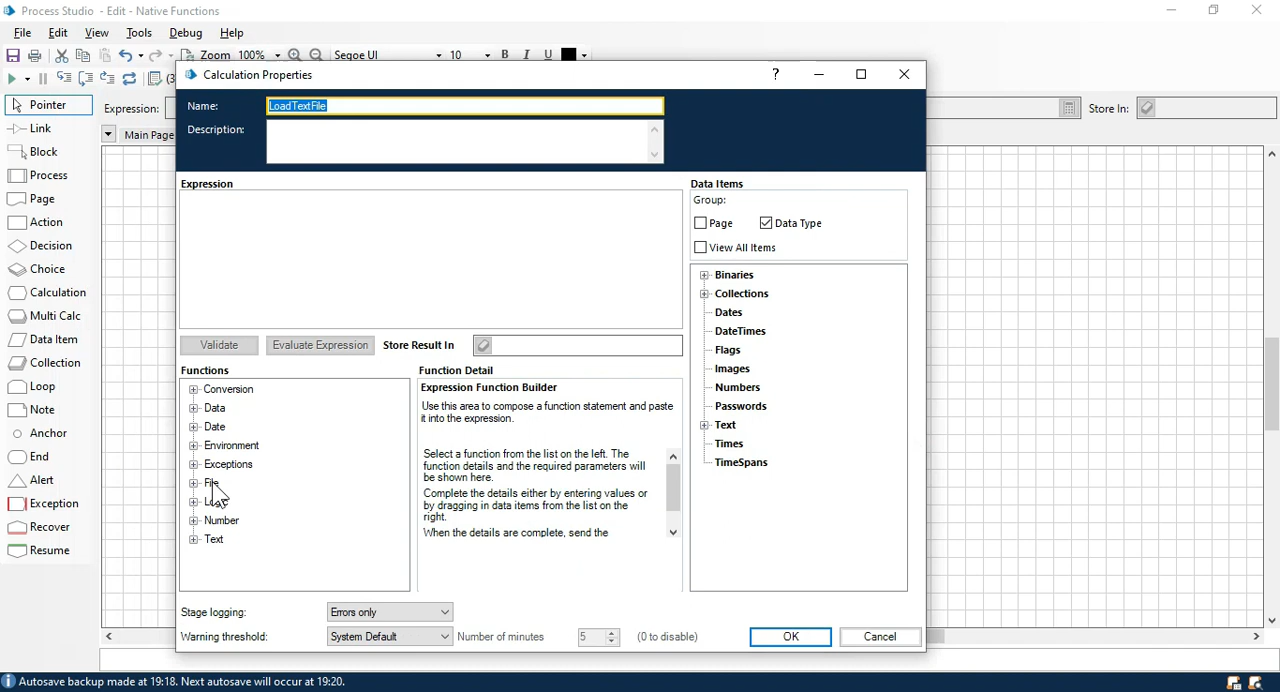 Process Studio - Edit - Native Functions
File Edit View Tools Debug Help
Zoom 100% Segoe UI 10 B I U
Calculation Properties ?
Pointer
Expression:
Store In:
Name: LoadTextFile
Link
Description:
Main Page
Block
Process
Page
Action
Decision
Choice
Calculation
Multi Calc
Data Item
Collection
Loop
Note
Anchor
End
Alert
Exception
Recover
Resume
Expression
Validate Evaluate Expression Store Result In
Functions
Conversion
Data
Date
Environment
Exceptions
File
Number
Text
Function Detail
Expression Function Builder
Use this area to compose a function statement and paste
it into the expression.
Select a function from the list on the left. The
function details and the required parameters will
be shown here.
Complete the details either by entering values or
by dragging in data items from the list on the
right.
When the details are complete, send the
Data Items
Group:
Page Data Type
View All Items
Binaries
Collections
Dates
DateTimes
Flags
Images
Numbers
Passwords
Text
Times
TimeSpans
Stage logging: Errors only
Warning threshold: System Default Number of minutes 5 (0 to disable)
OK Cancel
Autosave backup made at 19:18. Next autosave will occur at 19:20.